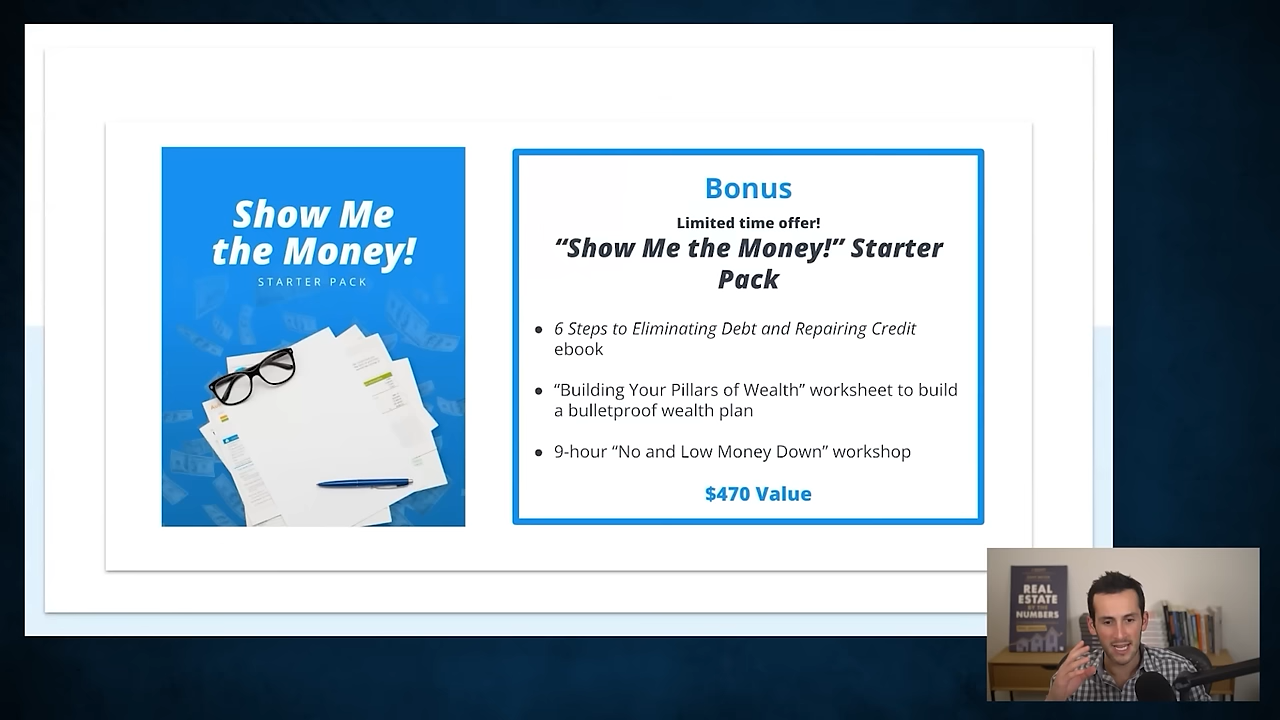 Show Me
the Money!
STARTER PACK
Bonus
Limited time offer!
“Show Me the Money!” Starter
Pack
• 6 Steps to Eliminating Debt and Repairing Credit
ebook
• “Building Your Pillars of Wealth” worksheet to build
a bulletproof wealth plan
• 9-hour “No and Low Money Down” workshop
$470 Value
REAL
ESTATE
BY THE
NUMBERS